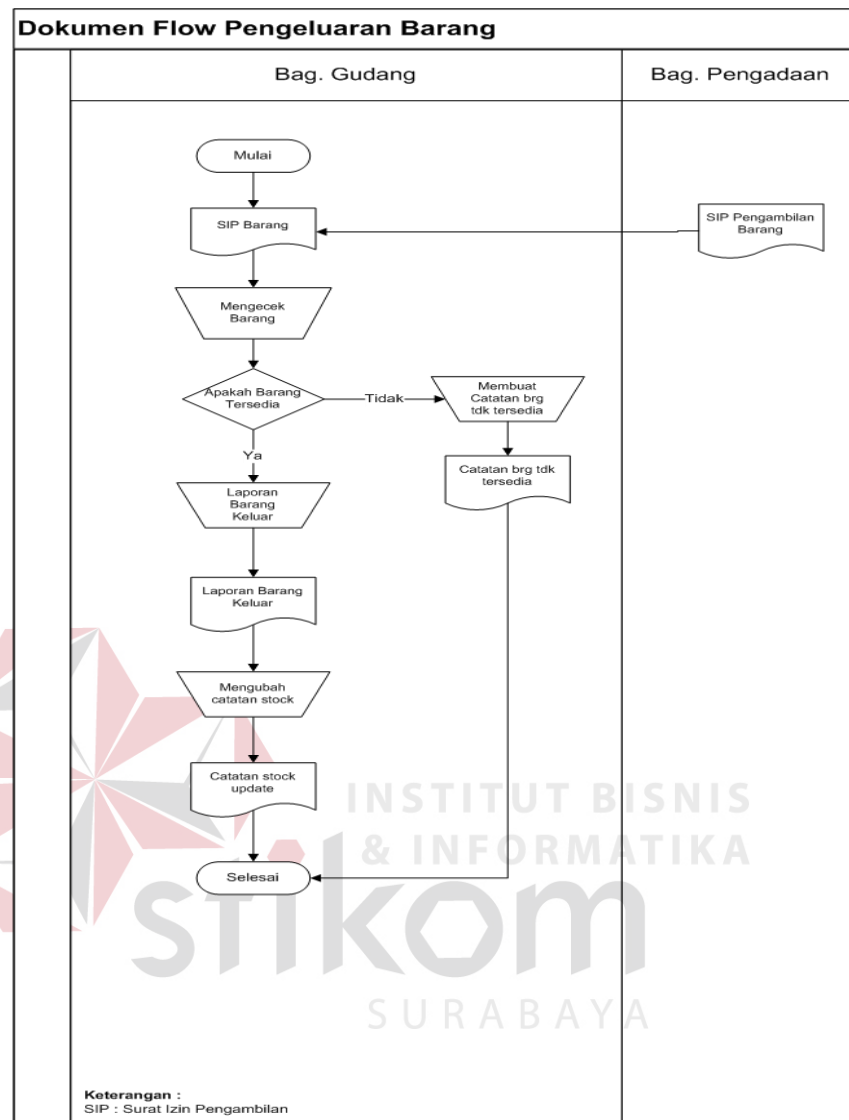 Dokumen Flow Pengeluaran Barang
Bag. Gudang
Bag. Pengadaan
Mulai
SIP Barang
SIP Pengambilan
Barang
Mengecek
Barang
Apakah Barang
Tersedia
Tidak
Membuat
Catatan brg
tdk tersedia
Ya
Catatan brg tdk
tersedia
Laporan
Barang
Keluar
Laporan Barang
Keluar
Mengubah
catatan stock
Catatan stock
update
Selesai
INSTITUT BISNIS
& INFORMATIKA
stikom
SURABAYA
Keterangan :
SIP : Surat Izin Pengambilan